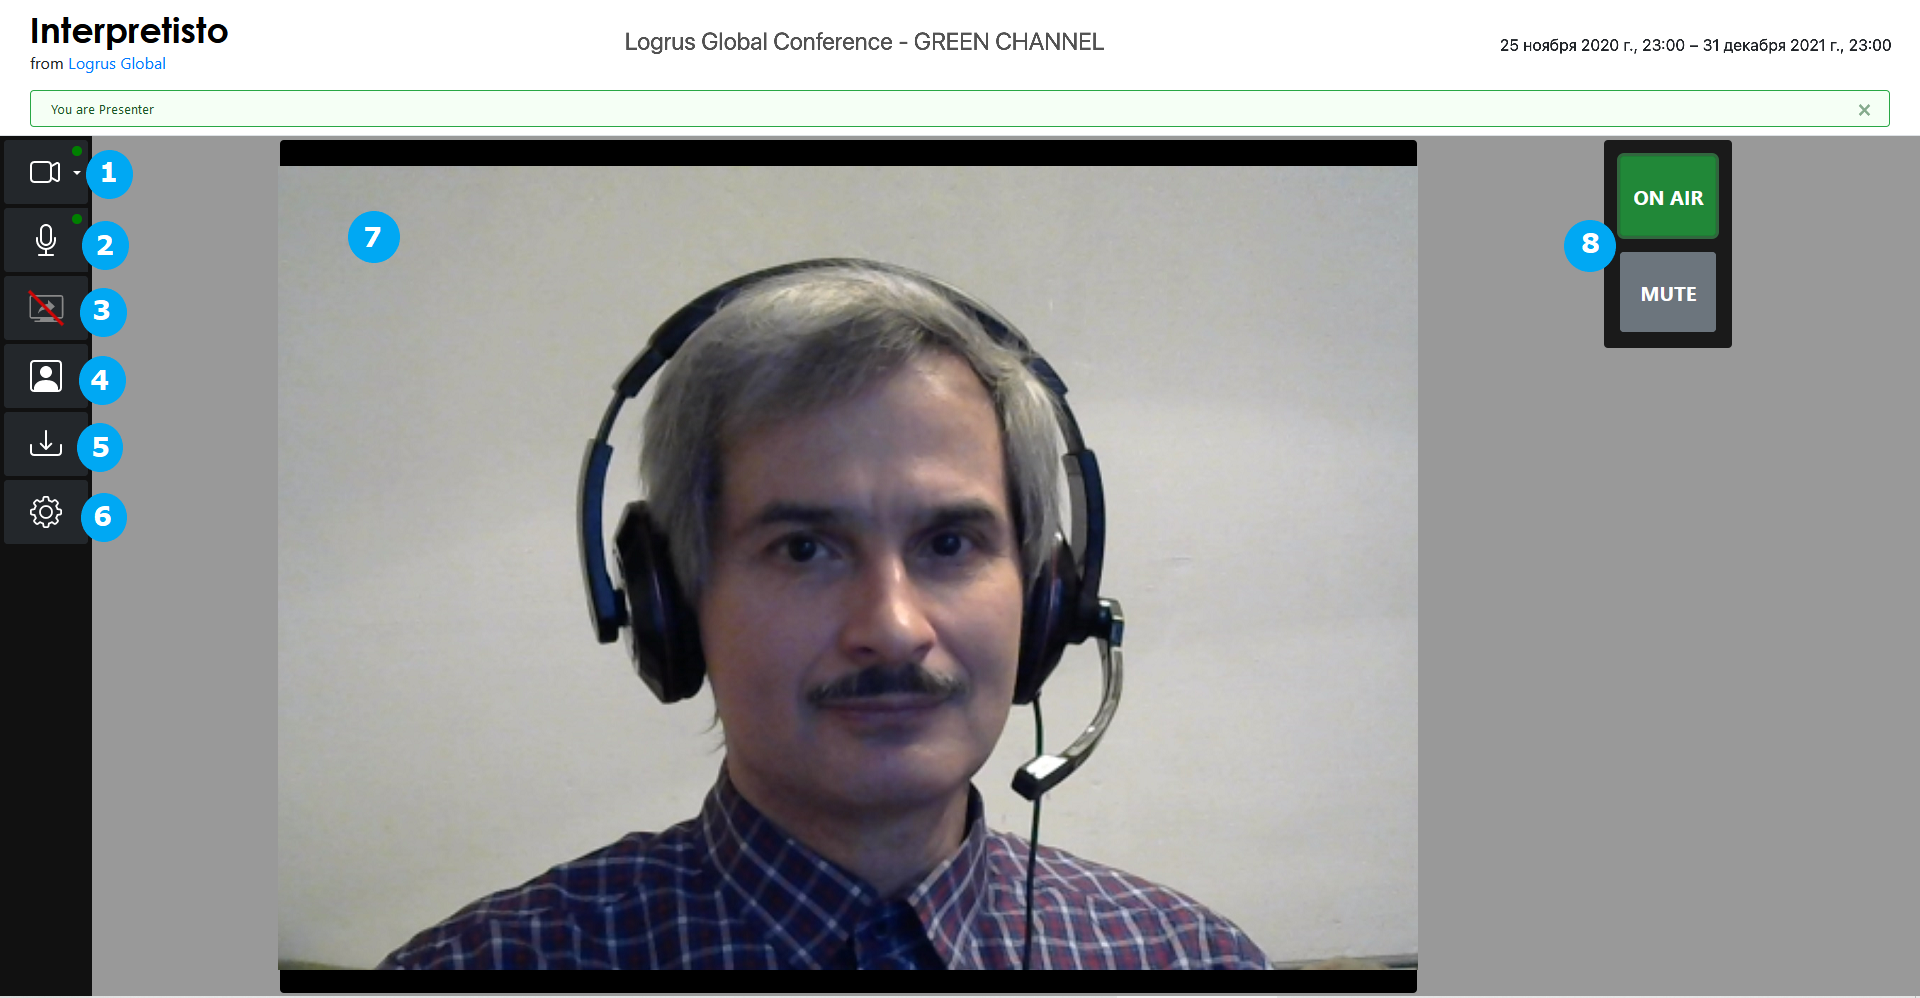 Interpretisto
from Logrus Global
Logrus Global Conference - GREEN CHANNEL
25 ноября 2020 г., 23:00 – 31 декабря 2021 г., 23:00
You are Presenter
1
2
3
4
5
6
7
8
ON AIR
MUTE